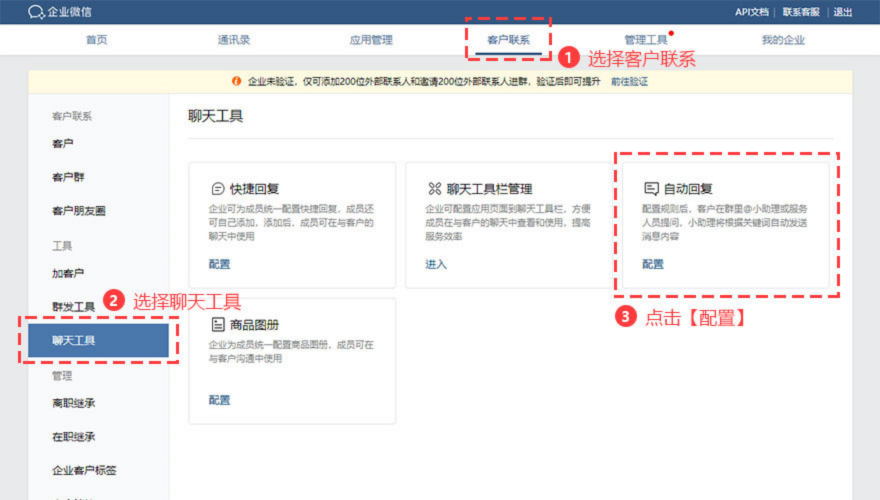 企业微信
API文档 | 联系客服 | 退出
首页 通讯录 应用管理 客户联系 管理工具 我的企业
1 选择客户联系
企业未验证，仅可添加200位外部联系人和邀请200位外部联系人进群，验证后即可提升 前往验证
客户联系
客户
客户群
客户朋友圈
工具
加客户
群发工具
2 选择聊天工具
聊天工具
管理
离职继承
在职继承
企业客户标签
聊天工具
快捷回复
企业可为成员统一配置快捷回复，成员还
可自己添加，添加后，成员可在与客户的
聊天中使用
配置
聊天工具栏管理
企业可配置应用页面到聊天工具栏，方便
成员在与客户的聊天中查看和使用，提高
服务效率
进入
自动回复
配置规则后，客户在群里@小助理或服务
人员提问，小助理将根据关键词自动发送
消息内容
配置
3 点击【配置】
商品图册
企业为成员统一配置商品图册，成员可在
与客户沟通中使用
配置